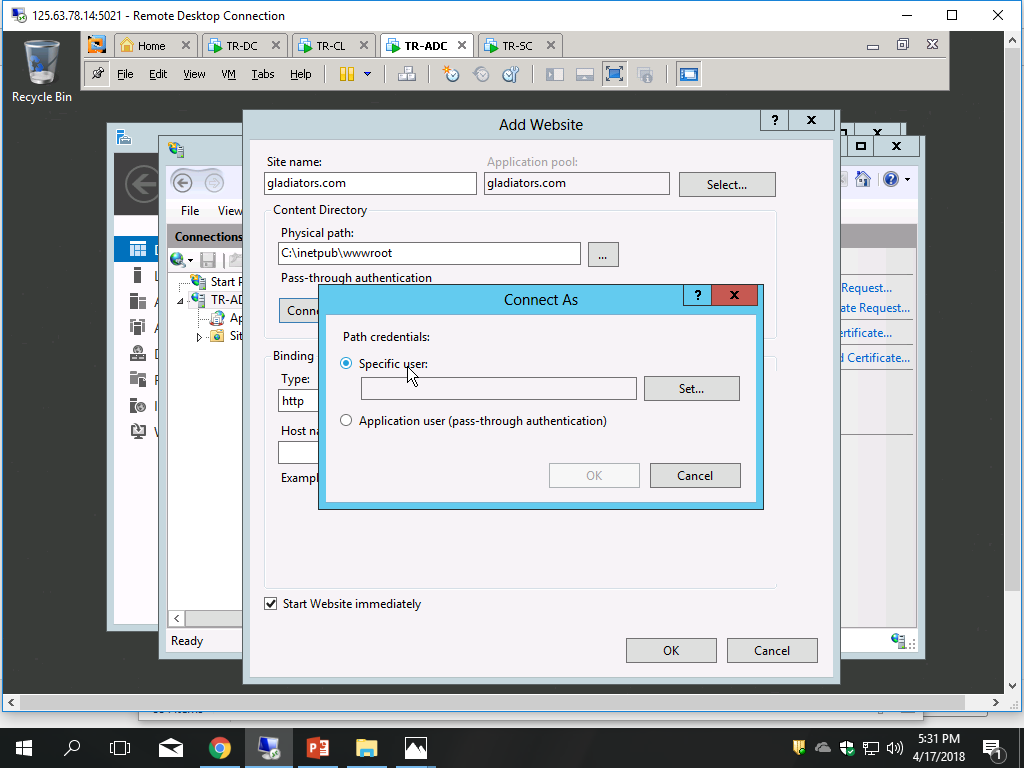 125.63.78.14:5021 - Remote Desktop Connection
Home
TR-DC
TR-CL
TR-ADC
TR-SC
File Edit View VM Tabs Help
Recycle Bin
Add Website
?
Site name:
Application pool:
gladiators.com
gladiators.com
Select...
File View
Content Directory
Connections
Physical path:
C:\inetpub\wwwroot
...
Pass-through authentication
Start P
TR-AD
Ap
Sit
Conne
Request...
ate Request...
ertificate...
d Certificate...
Connect As
?
Path credentials:
Specific user:
Set...
Application user (pass-through authentication)
OK
Cancel
Binding
Type:
http
Host na
Exampl
Start Website immediately
OK
Cancel
Ready
5:31 PM
4/17/2018
1